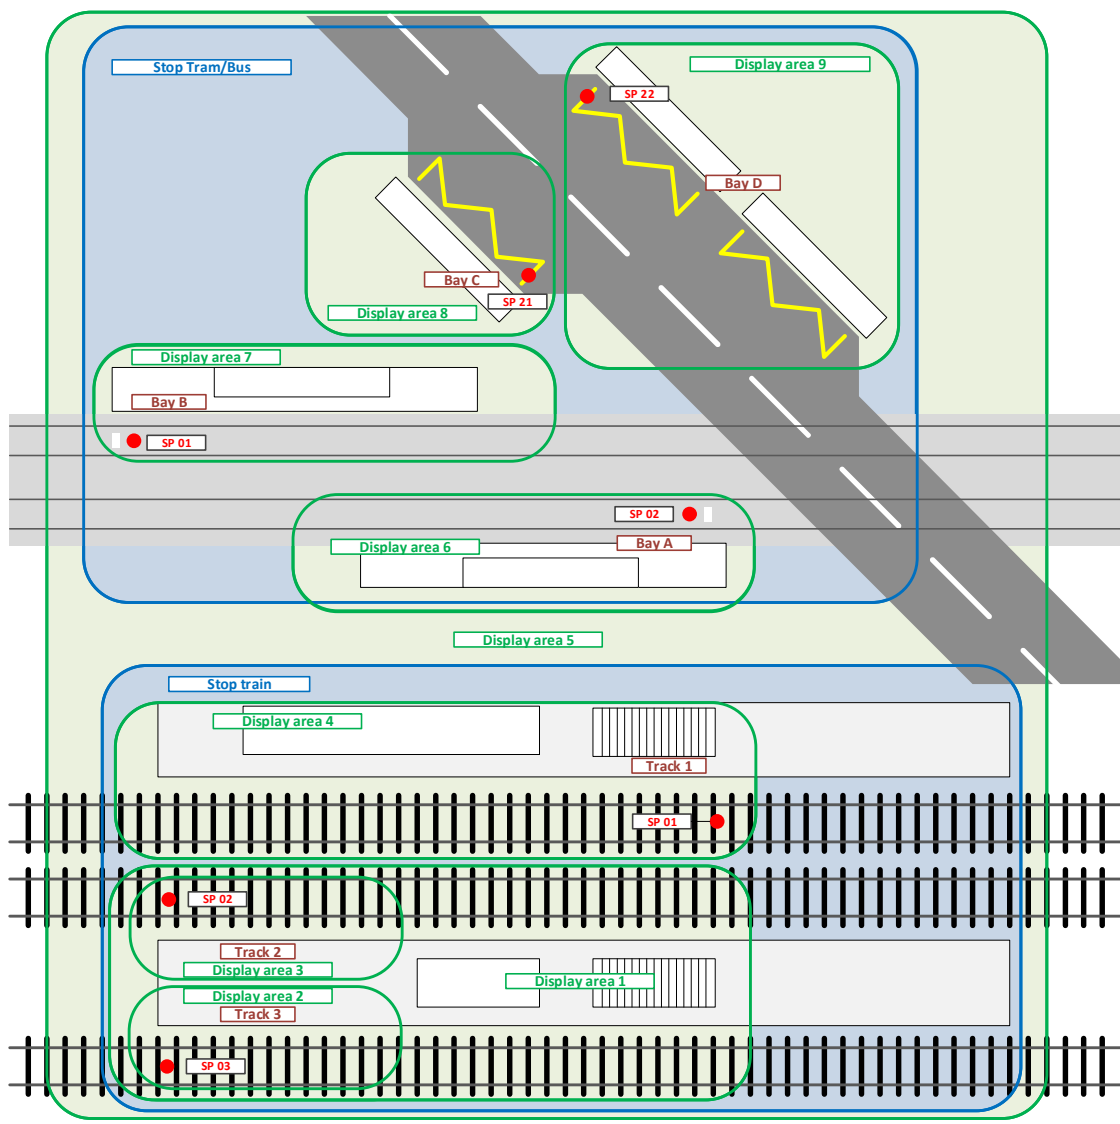 Stop Tram/Bus
Display area 9
SP 22
Bay D
Bay C
SP 21
Display area 8
Display area 7
Bay B
SP 01
SP 02
Bay A
Display area 6
Display area 5
Stop train
Display area 4
Track 1
SP 01
SP 02
Track 2
Display area 3
Display area 1
Display area 2
Track 3
SP 03